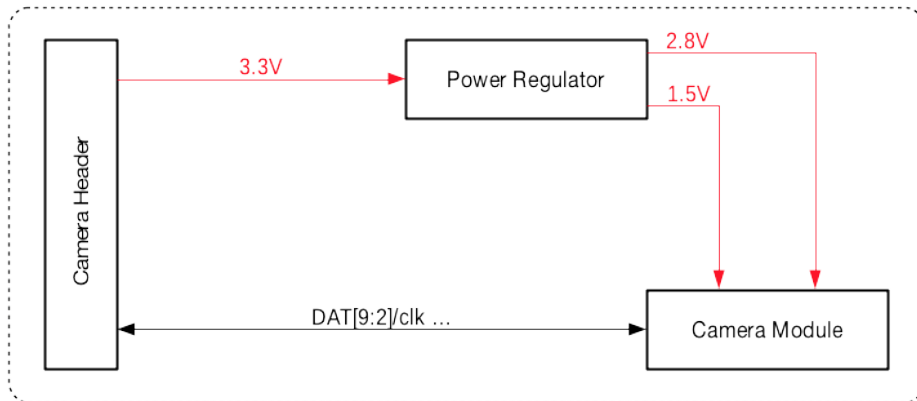 2.8V
3.3V
Power Regulator
1.5V
Camera Header
DAT[9:2]/clk ...
Camera Module